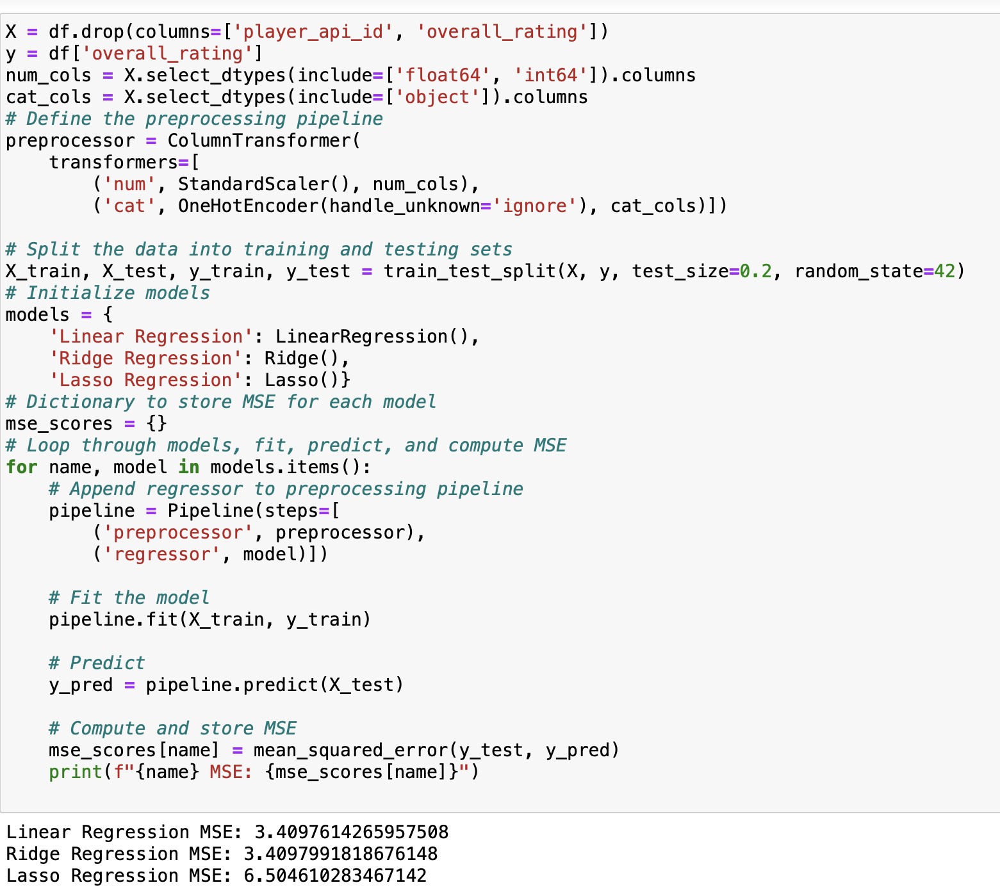 X = df.drop(columns=['player_api_id', 'overall_rating'])
y = df['overall_rating']
num_cols = X.select_dtypes(include=['float64', 'int64']).columns
cat_cols = X.select_dtypes(include=['object']).columns
# Define the preprocessing pipeline
preprocessor = ColumnTransformer(
    transformers=[
        ('num', StandardScaler(), num_cols),
        ('cat', OneHotEncoder(handle_unknown='ignore'), cat_cols)])

# Split the data into training and testing sets
X_train, X_test, y_train, y_test = train_test_split(X, y, test_size=0.2, random_state=42)
# Initialize models
models = {
    'Linear Regression': LinearRegression(),
    'Ridge Regression': Ridge(),
    'Lasso Regression': Lasso()}
# Dictionary to store MSE for each model
mse_scores = {}
# Loop through models, fit, predict, and compute MSE
for name, model in models.items():
    # Append regressor to preprocessing pipeline
    pipeline = Pipeline(steps=[
        ('preprocessor', preprocessor),
        ('regressor', model)])

    # Fit the model
    pipeline.fit(X_train, y_train)

    # Predict
    y_pred = pipeline.predict(X_test)

    # Compute and store MSE
    mse_scores[name] = mean_squared_error(y_test, y_pred)
    print(f"{name} MSE: {mse_scores[name]}")

Linear Regression MSE: 3.4097614265957508
Ridge Regression MSE: 3.4097991818676148
Lasso Regression MSE: 6.504610283467142